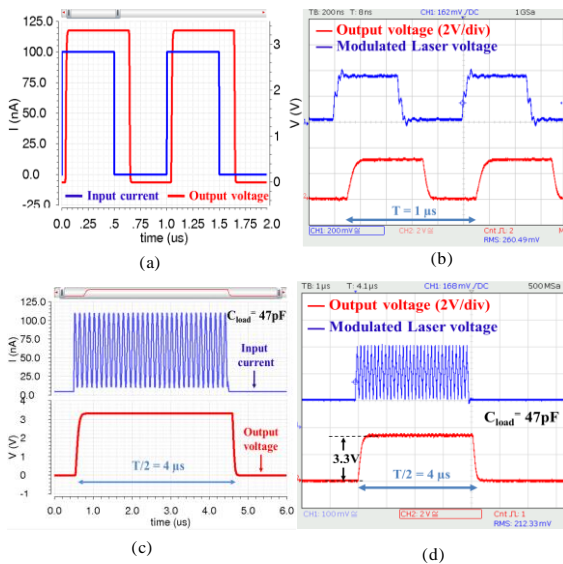 125.0
100.0
75.0
50.0
25.0
0.0
-25.0
I (nA)
3
2
1
0
V (V)
Input current
Output voltage
0.0
.5
1.0
1.5
2.0
time (us)
(a)
TB: 200ns T: 8ns CH1: 162mV/DC 1GSa
Output voltage (2V/div)
Modulated Laser voltage
T = 1 µs
CH1: 200mV
CH2: 2V
Cnt: 2
RMS: 260.49mV
(b)
125.0
100.0
75.0
50.0
25.0
0.0
I (nA)
Cload= 47pF
Input
current
4
3
2
1
0
-1
V (V)
Output
voltage
T/2 = 4 µs
0.0
1.0
2.0
3.0
4.0
5.0
6.0
time (us)
(c)
TB: 1µs T: 4.1µs CH1: 168mV/DC 500MSa
Output voltage (2V/div)
Modulated Laser voltage
Cload= 47pF
3.3V
T/2 = 4 µs
CH1: 100mV
CH2: 2V
Cnt: 1
RMS: 212.33mV
(d)